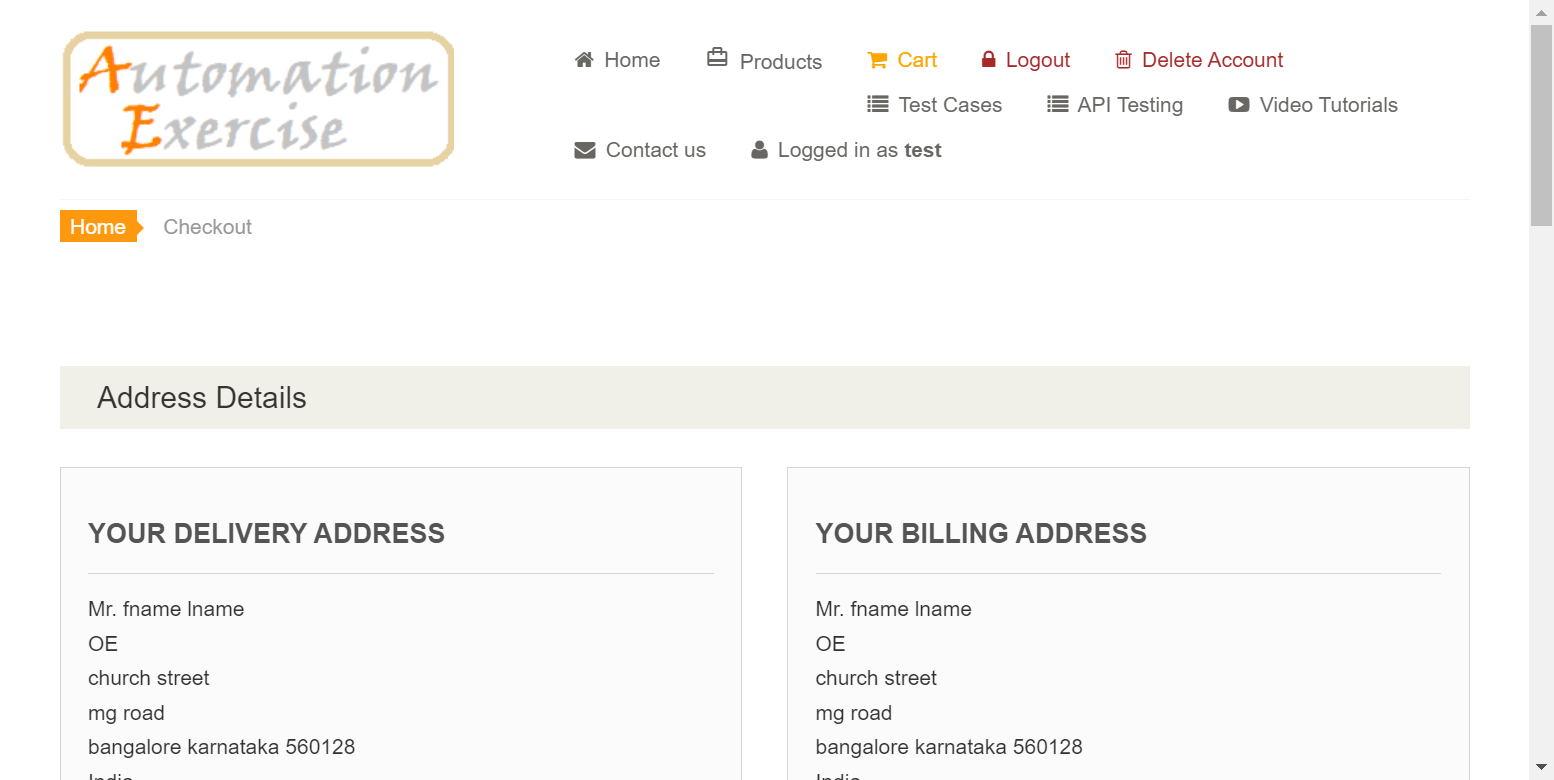 Automation
Exercise
Home
Products
Cart
Logout
Delete Account
Test Cases
API Testing
Video Tutorials
Contact us
Logged in as test
Home
Checkout
Address Details
YOUR DELIVERY ADDRESS
Mr. fname lname
OE
church street
mg road
bangalore karnataka 560128
India
YOUR BILLING ADDRESS
Mr. fname lname
OE
church street
mg road
bangalore karnataka 560128
India